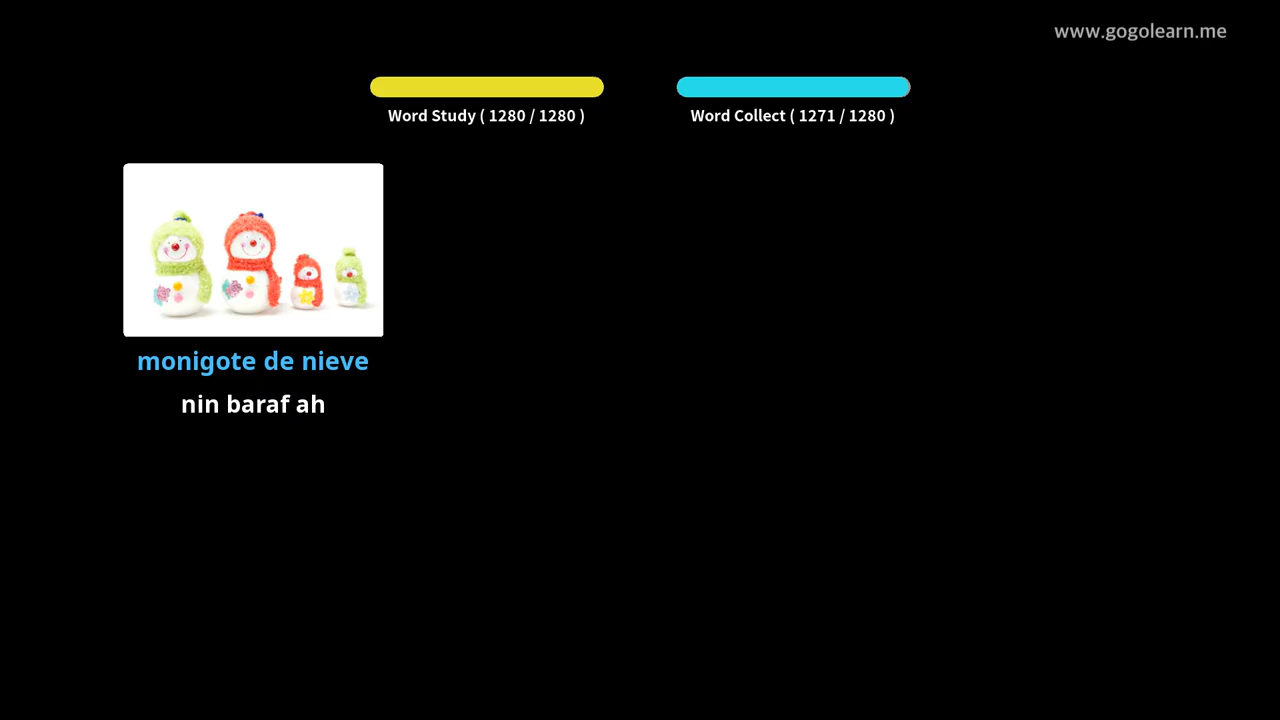 www.gogolearn.me
Word Study ( 1280 / 1280 )
Word Collect ( 1271 / 1280 )
monigote de nieve
nin baraf ah